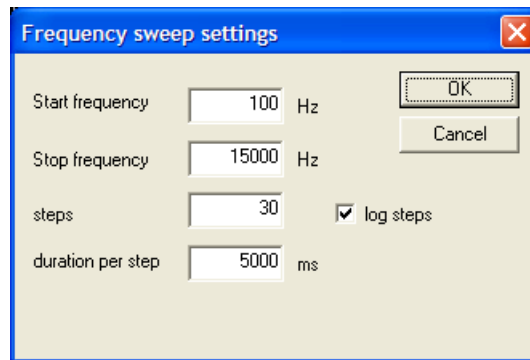 Frequency sweep settings
Start frequency 100 Hz
OK
Stop frequency 15000 Hz
Cancel
steps 30 log steps
duration per step 5000 ms